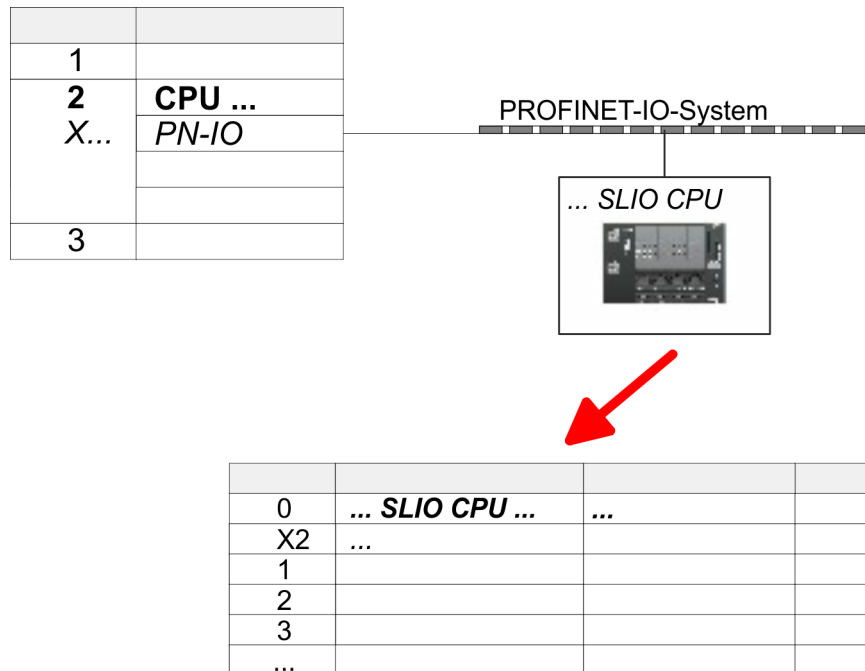 1
2 CPU ...
X... PN-IO
3
PROFINET-IO-System
... SLIO CPU
0 ... SLIO CPU ... ...
X2 ...
1
2
3
...